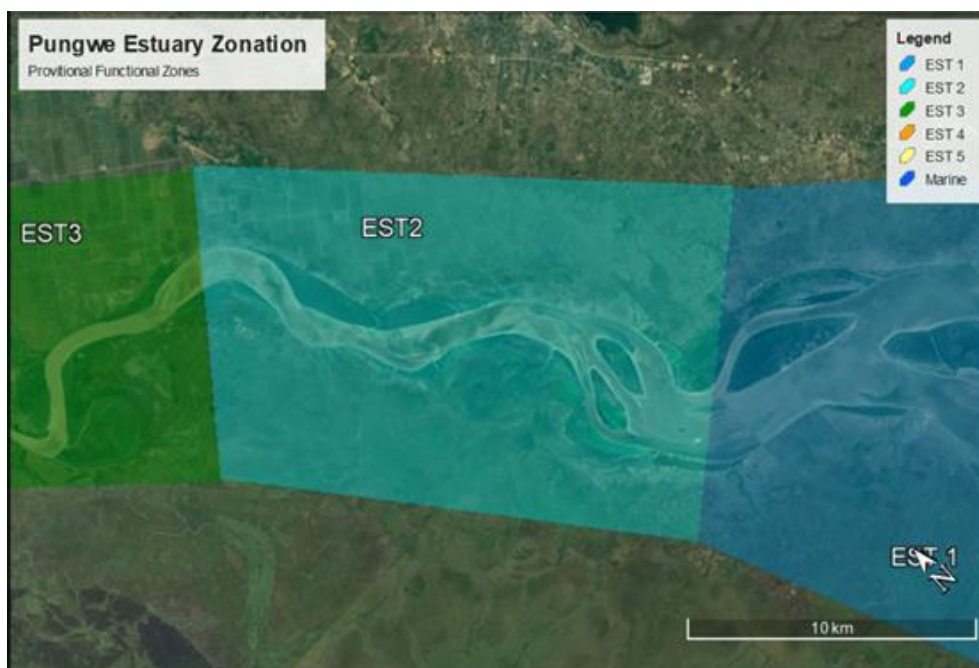 Pungwe Estuary Zonation
Provitional Functional Zones
Legend
EST 1
EST 2
EST 3
EST 4
EST 5
Marine
EST3
EST2
EST 1
N
10 km